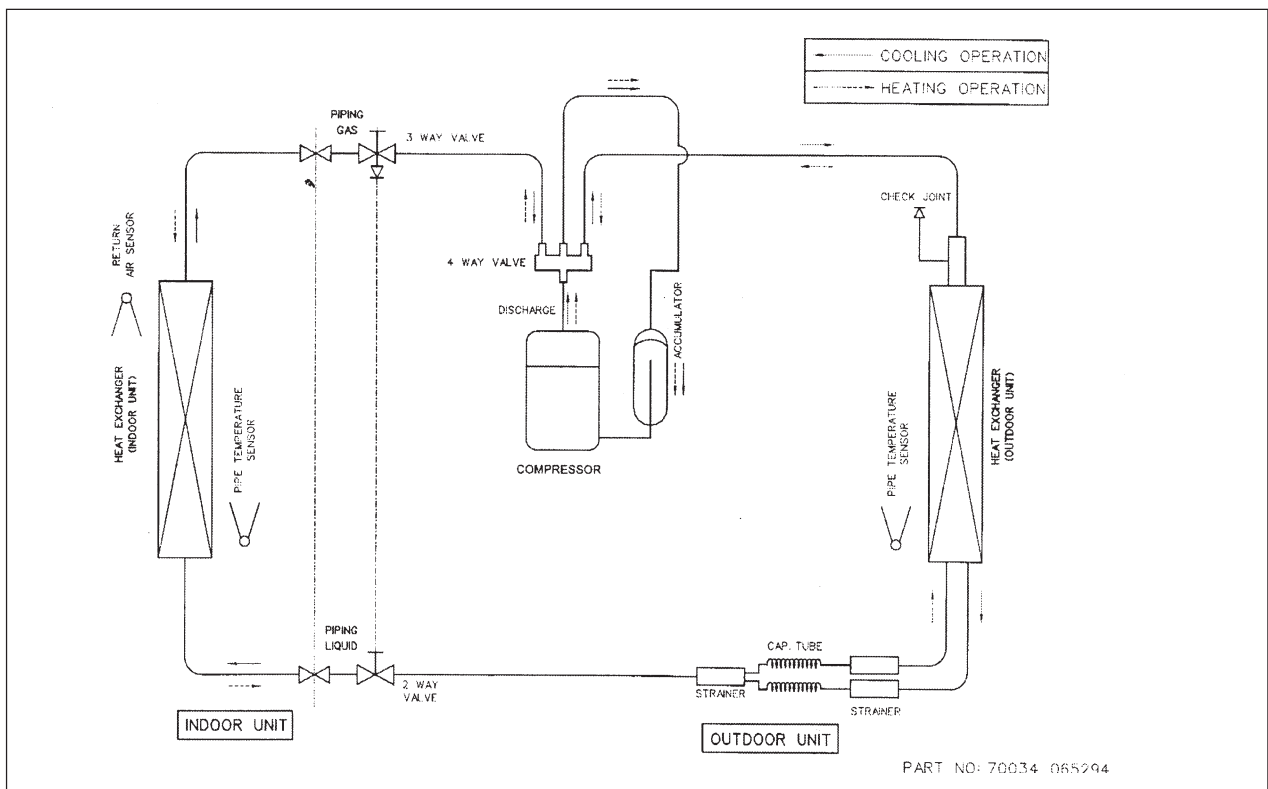 COOLING OPERATION
HEATING OPERATION
PIPING
GAS
3 WAY VALVE
CHECK JOINT
RETURN
AIR SENSOR
4 WAY VALVE
DISCHARGE
ACCUMULATOR
HEAT EXCHANGER
(INDOOR UNIT)
PIPE TEMPERATURE
SENSOR
COMPRESSOR
PIPE TEMPERATURE
SENSOR
HEAT EXCHANGER
(OUTDOOR UNIT)
PIPING
LIQUID
CAP. TUBE
2 WAY
VALVE
STRAINER
STRAINER
INDOOR UNIT
OUTDOOR UNIT
PART NO: 70034 065294